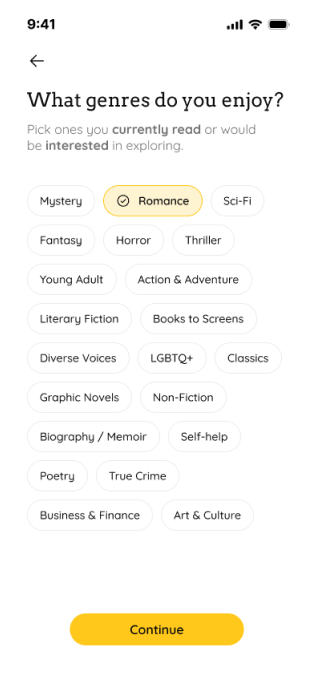 9:41
What genres do you enjoy?
Pick ones you currently read or would
be interested in exploring.
Mystery Romance Sci-Fi
Fantasy Horror Thriller
Young Adult Action & Adventure
Literary Fiction Books to Screens
Diverse Voices LGBTQ+ Classics
Graphic Novels Non-Fiction
Biography / Memoir Self-help
Poetry True Crime
Business & Finance Art & Culture
Continue